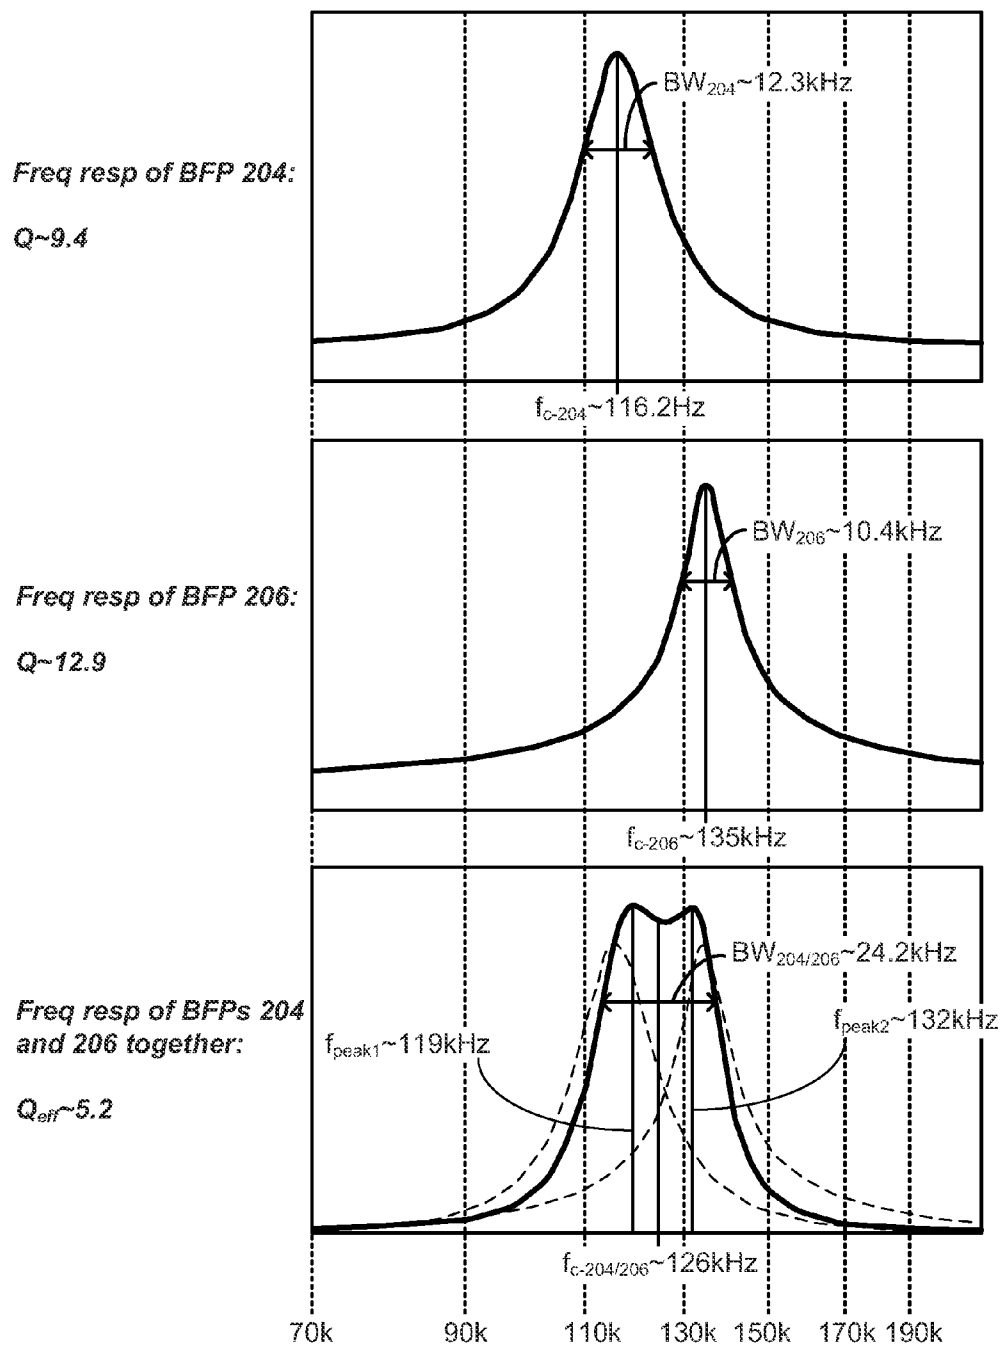 BW204~12.3kHz
Freq resp of BFP 204:
Q~9.4
fc-204~116.2Hz
BW206~10.4kHz
Freq resp of BFP 206:
Q~12.9
fc-206~135kHz
BW204/206~24.2kHz
Freq resp of BFPs 204
and 206 together:
fpeak1~119kHz
fpeak2~132kHz
Qeff~5.2
fc-204/206~126kHz
70k 90k 110k 130k 150k 170k 190k